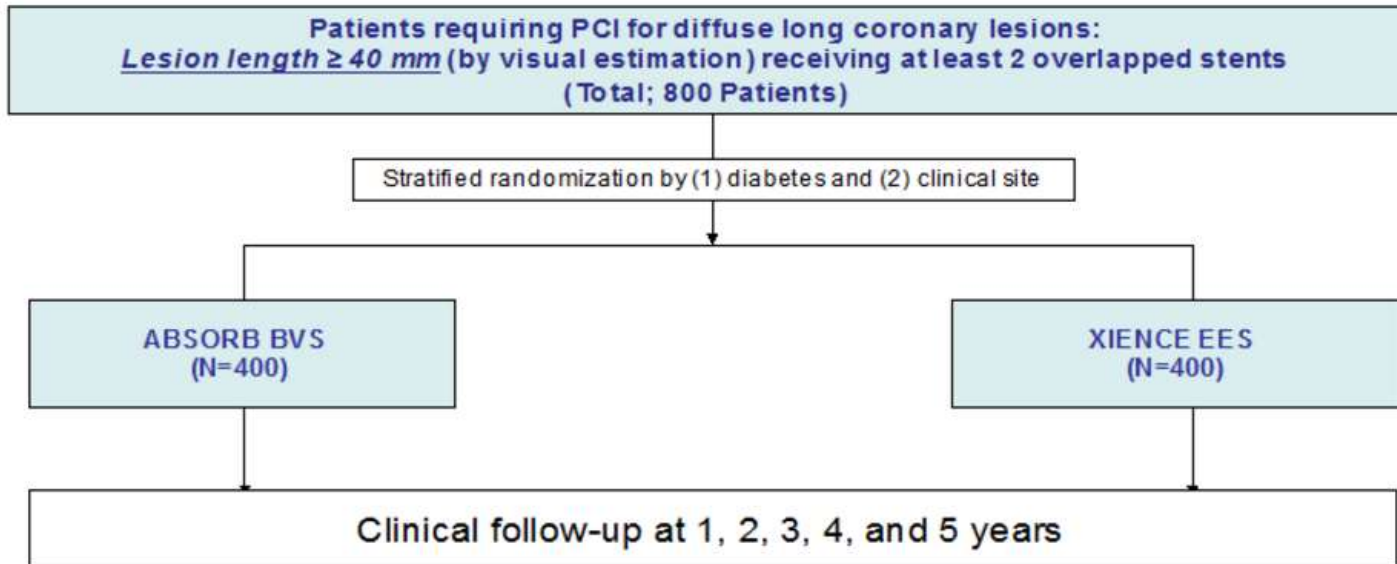 Patients requiring PCI for diffuse long coronary lesions:
Lesion length ≥ 40 mm (by visual estimation) receiving at least 2 overlapped stents
(Total; 800 Patients)
Stratified randomization by (1) diabetes and (2) clinical site
ABSORB BVS
(N=400)
XIENCE EES
(N=400)
Clinical follow-up at 1, 2, 3, 4, and 5 years